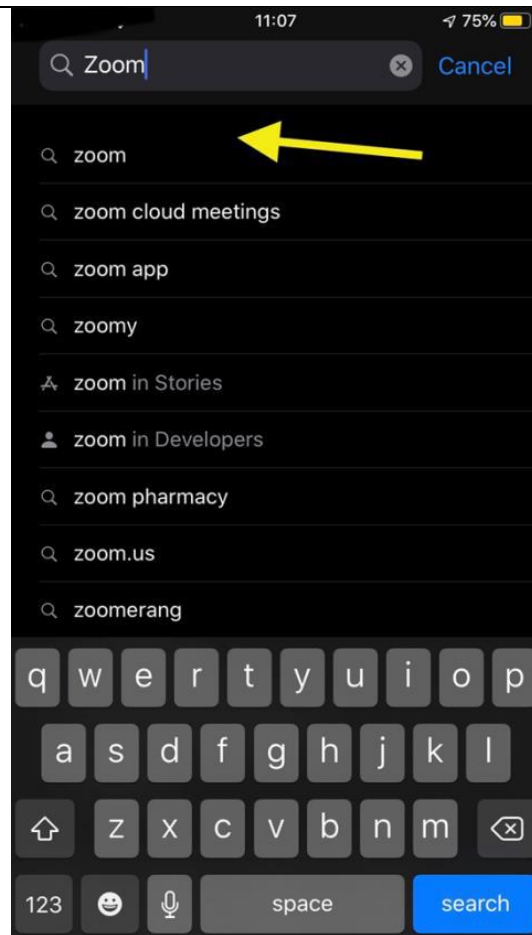 11:07 75%
Zoom Cancel
zoom
zoom cloud meetings
zoom app
zoomy
zoom in Stories
zoom in Developers
zoom pharmacy
zoom.us
zoomerang
q w e r t y u i o p
a s d f g h j k l
z x c v b n m
123 space search